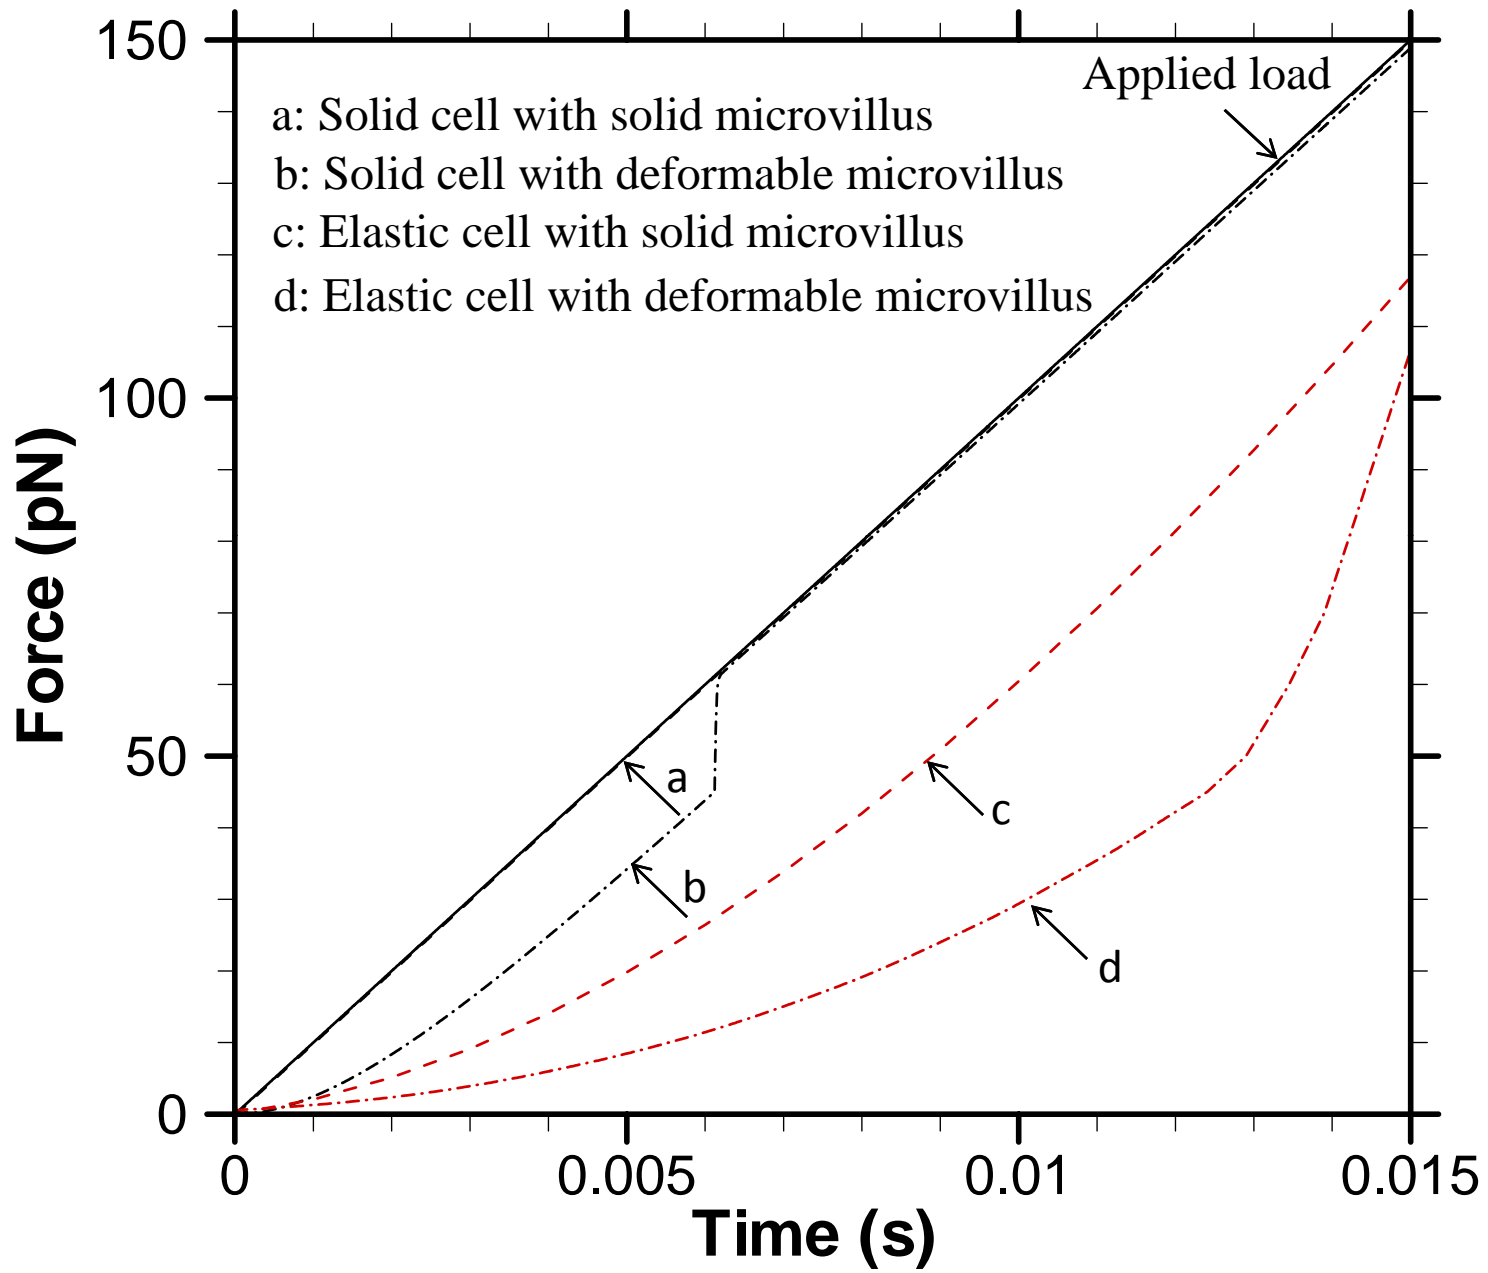 150
Applied load
a: Solid cell with solid microvillus
b: Solid cell with deformable microvillus
c: Elastic cell with solid microvillus
d: Elastic cell with deformable microvillus
100
Force (pN)
50
a
c
b
d
0
0 0.005 0.01 0.015
Time (s)